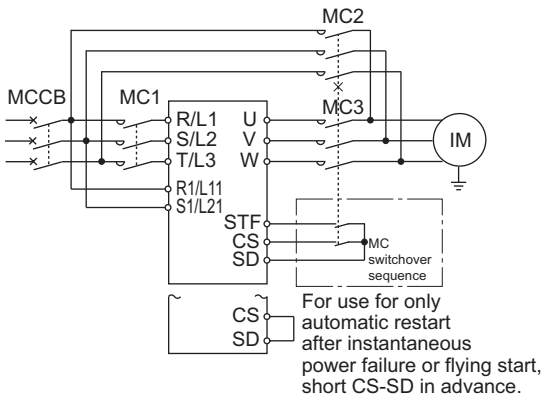 MC2
MCCB
MC1
MC3
R/L1
U
S/L2
V
IM
T/L3
W
R1/L11
S1/L21
STF
CS
SD
MC
switchover
sequence
CS
SD
For use for only
automatic restart
after instantaneous
power failure or flying start,
short CS-SD in advance.